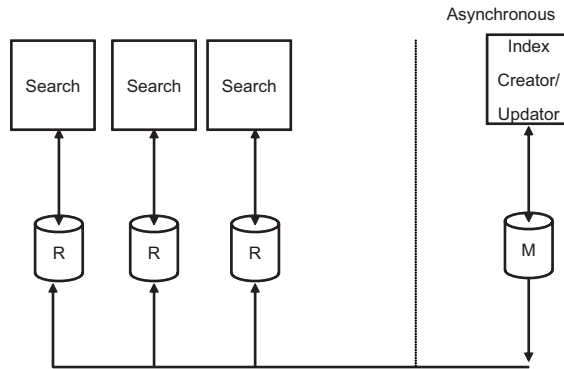 Asynchronous
Search
Search
Search
Index
Creator/
Updator
R
R
R
M